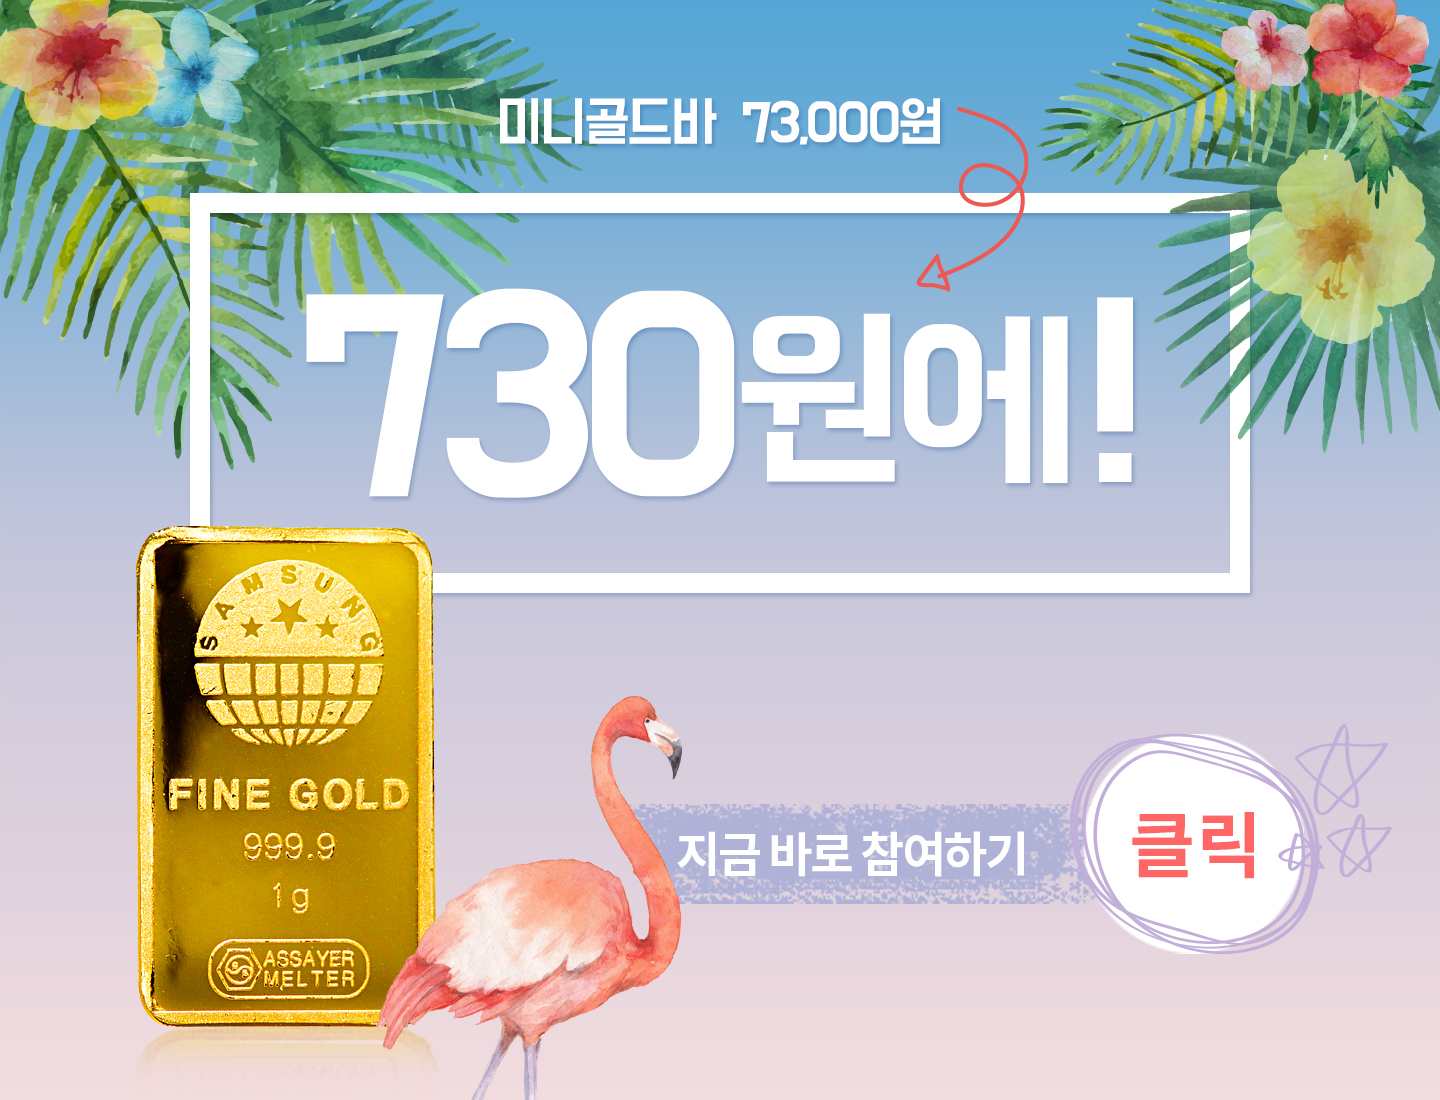 미니골드바 73,000원
730원에!
SAMSUNG
FINE GOLD
999.9
1g
ASSAYER
MELTER
지금 바로 참여하기
클릭